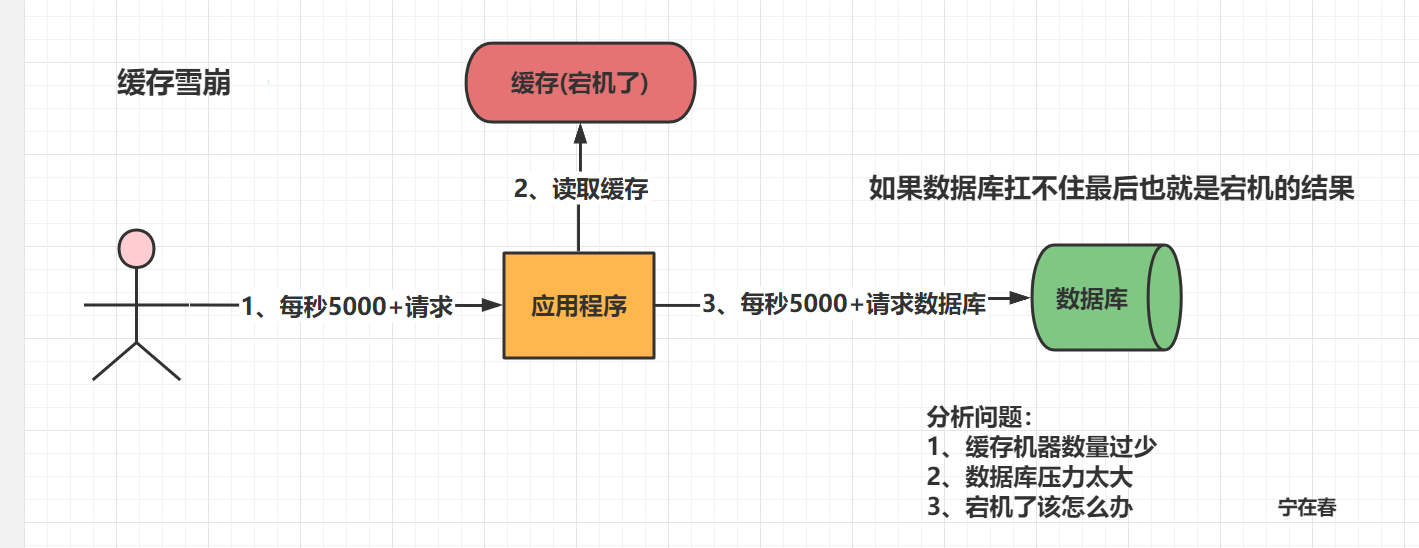 缓存雪崩
缓存(宕机了)
2、读取缓存
如果数据库扛不住最后也就是宕机的结果
1、每秒5000+请求
应用程序
3、每秒5000+请求数据库
数据库
分析问题：
1、缓存机器数量过少
2、数据库压力太大
3、宕机了该怎么办
宁在春